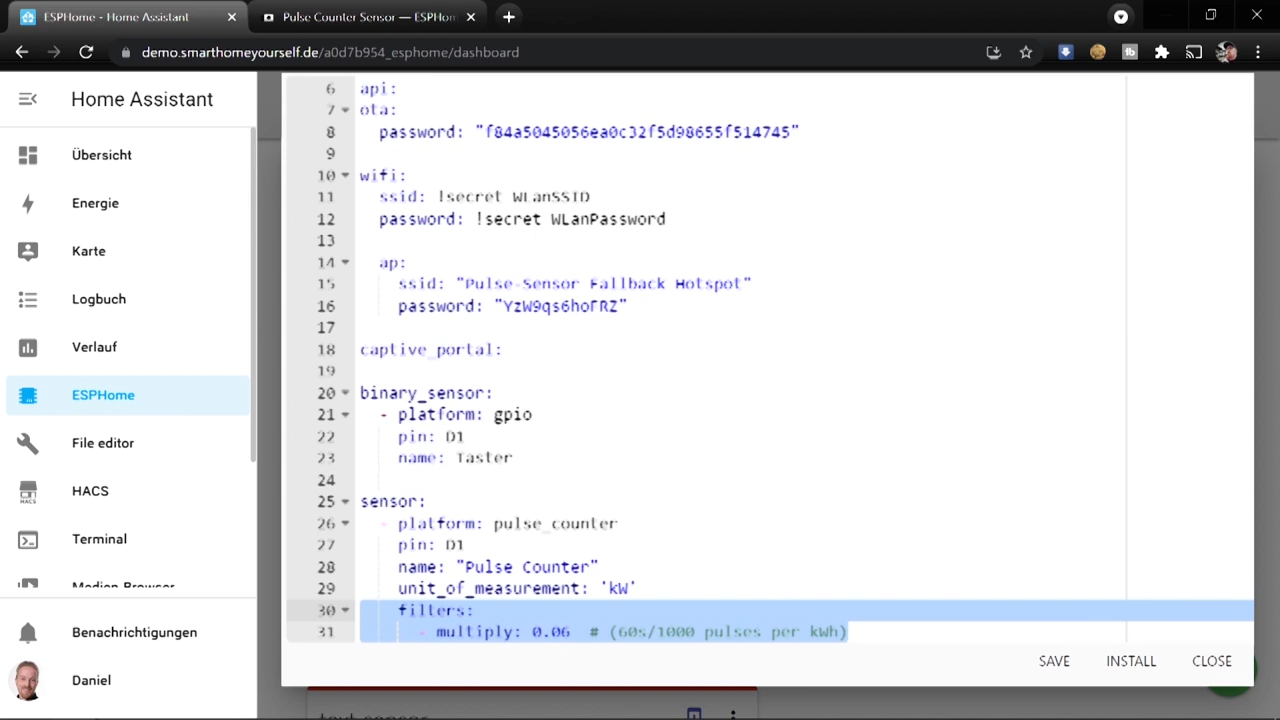 ESPHome - Home Assistant
Pulse Counter Sensor — ESPHom
demo.smarthomeyourself.de/a0d7b954_esphome/dashboard
Home Assistant
Übersicht
Energie
Karte
Logbuch
Verlauf
ESPHome
File editor
HACS
Terminal
Medien-Browser
Benachrichtigungen
Daniel
6 api:
7 ota:
8 password: "f84a5045056ea0c32f5d98655f514745"
9
10 wifi:
11 ssid: !secret WLanSSID
12 password: !secret WLanPassword
13
14 ap:
15 ssid: "Pulse-Sensor Fallback Hotspot"
16 password: "YzW9qs6hoFRZ"
17
18 captive_portal:
19
20 binary_sensor:
21 - platform: gpio
22 pin: D1
23 name: Taster
24
25 sensor:
26 - platform: pulse_counter
27 pin: D1
28 name: "Pulse Counter"
29 unit_of_measurement: 'kW'
30 filters:
31 - multiply: 0.06 # (60s/1000 pulses per kWh)
SAVE INSTALL CLOSE